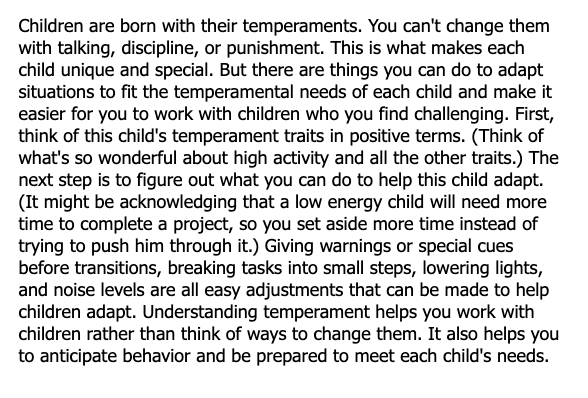 Children are born with their temperaments. You can't change them
with talking, discipline, or punishment. This is what makes each
child unique and special. But there are things you can do to adapt
situations to fit the temperamental needs of each child and make it
easier for you to work with children who you find challenging. First,
think of this child's temperament traits in positive terms. (Think of
what's so wonderful about high activity and all the other traits.) The
next step is to figure out what you can do to help this child adapt.
(It might be acknowledging that a low energy child will need more
time to complete a project, so you set aside more time instead of
trying to push him through it.) Giving warnings or special cues
before transitions, breaking tasks into small steps, lowering lights,
and noise levels are all easy adjustments that can be made to help
children adapt. Understanding temperament helps you work with
children rather than think of ways to change them. It also helps you
to anticipate behavior and be prepared to meet each child's needs.